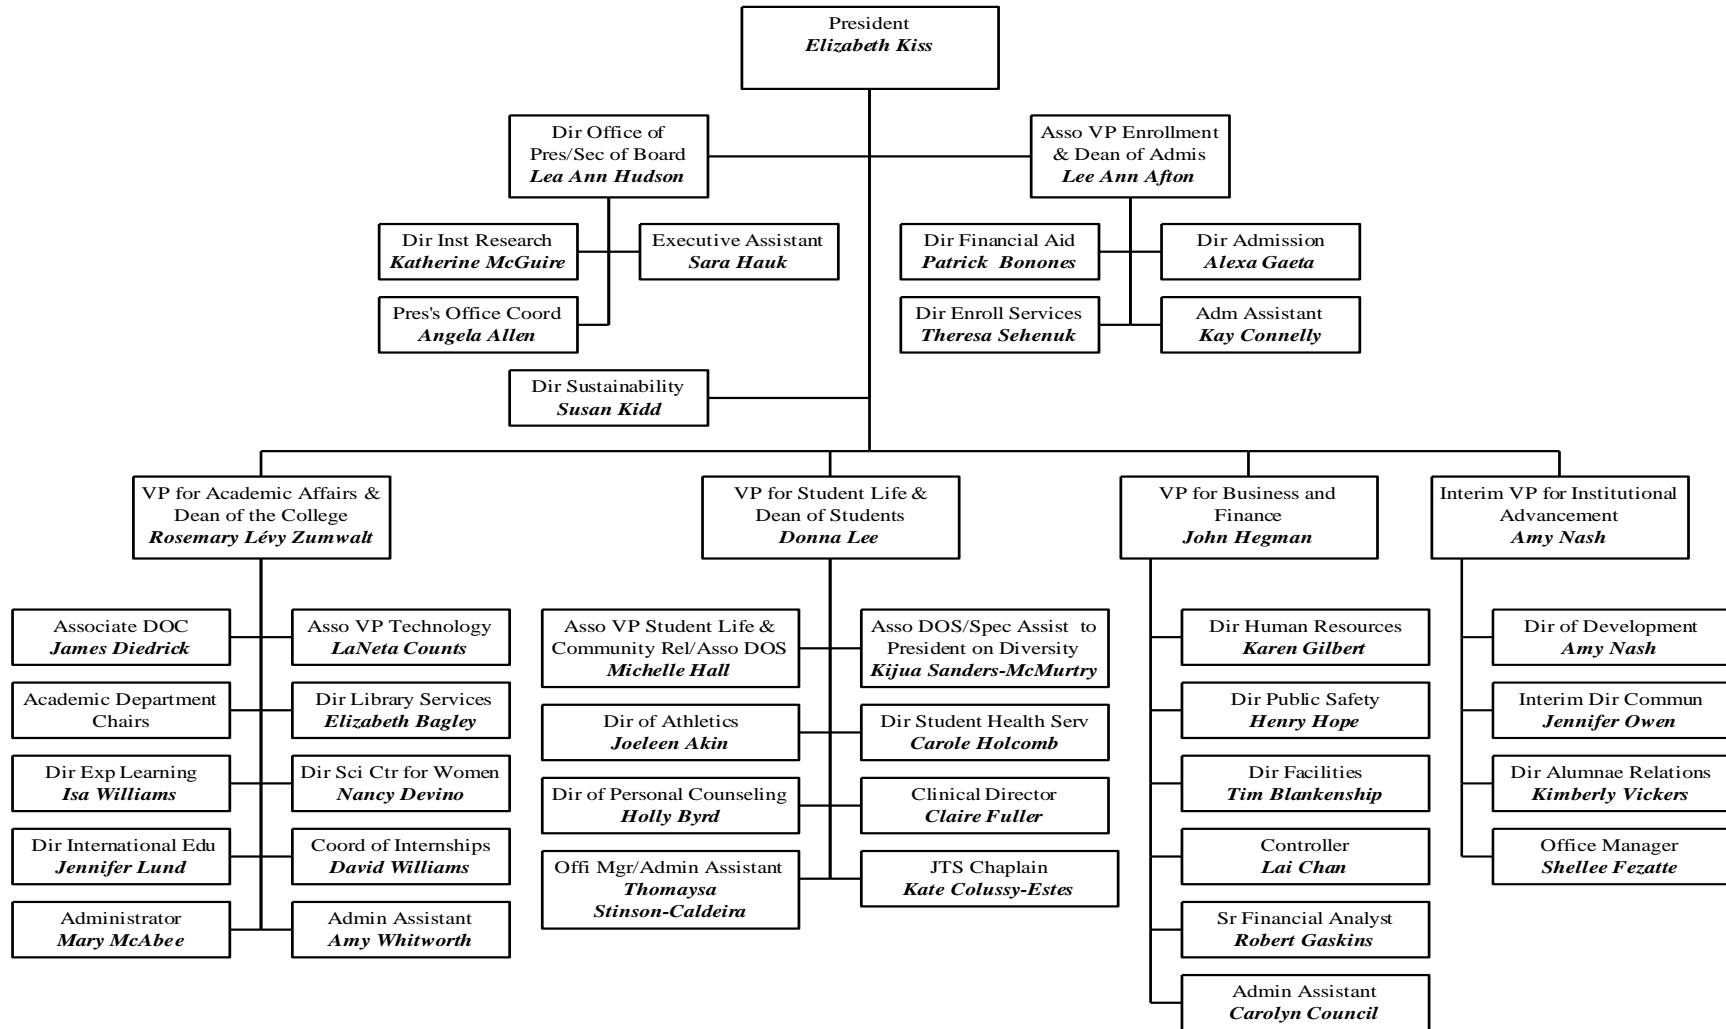 President
Elizabeth Kiss
Dir Office of
Pres/Sec of Board
Lea Ann Hudson
Asso VP Enrollment
& Dean of Admis
Lee Ann Afton
Dir Inst Research
Katherine McGuire
Executive Assistant
Sara Hauk
Dir Financial Aid
Patrick Bonones
Dir Admission
Alexa Gaeta
Pres's Office Coord
Angela Allen
Dir Enroll Services
Theresa Sehenuk
Adm Assistant
Kay Connelly
Dir Sustainability
Susan Kidd
VP for Academic Affairs &
Dean of the College
Rosemary Lévy Zumwalt
VP for Student Life &
Dean of Students
Donna Lee
VP for Business and
Finance
John Hegman
Interim VP for Institutional
Advancement
Amy Nash
Associate DOC
James Diedrick
Asso VP Technology
LaNeta Counts
Academic Department
Chairs
Dir Library Services
Elizabeth Bagley
Dir Exp Learning
Isa Williams
Dir Sci Ctr for Women
Nancy Devino
Dir International Edu
Jennifer Lund
Coord of Internships
David Williams
Administrator
Mary McAbee
Admin Assistant
Amy Whitworth
Asso VP Student Life &
Community Rel/Asso DOS
Michelle Hall
Asso DOS/Spec Assist to
President on Diversity
Kijua Sanders-McMurtry
Dir of Athletics
Joeleen Akin
Dir Student Health Serv
Carole Holcomb
Dir of Personal Counseling
Holly Byrd
Clinical Director
Claire Fuller
Offi Mgr/Admin Assistant
Thomaysa
Stinson-Caldeira
JTS Chaplain
Kate Colussy-Estes
Dir Human Resources
Karen Gilbert
Dir Public Safety
Henry Hope
Dir Facilities
Tim Blankenship
Controller
Lai Chan
Sr Financial Analyst
Robert Gaskins
Admin Assistant
Carolyn Council
Dir of Development
Amy Nash
Interim Dir Commun
Jennifer Owen
Dir Alumnae Relations
Kimberly Vickers
Office Manager
Shellee Fezatte